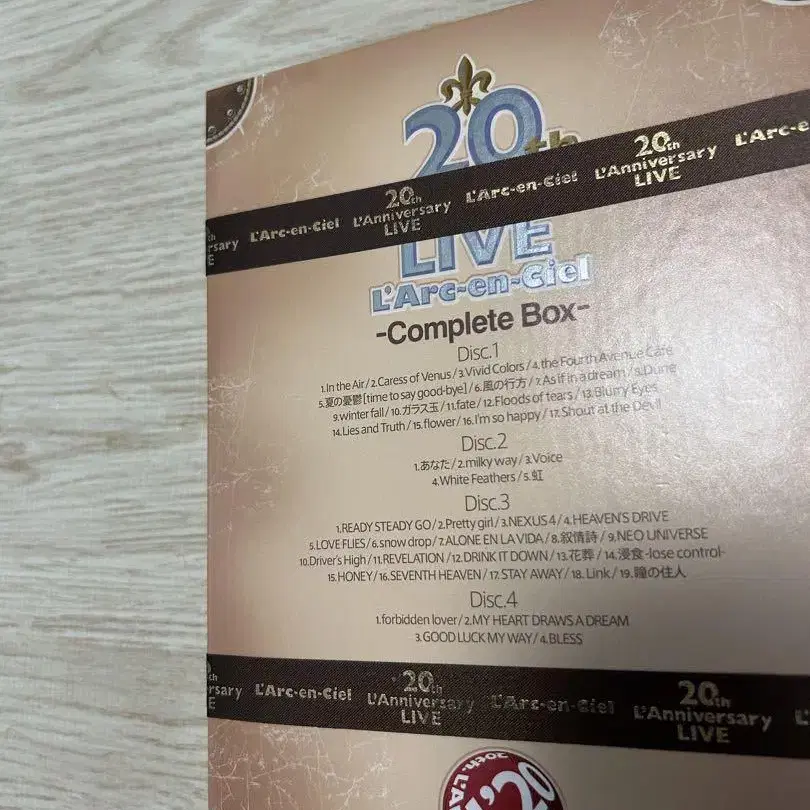 20th
20th L'Arc-e
L'Arc-en-Ciel L'Anniversary
20th LIVE
rsary L'Arc-en-Ciel L'Anniversary
LIVE
LIVE
L'Arc-en-Ciel
-Complete Box-
Disc.1
1.In the Air / 2.Caress of Venus / 3.Vivid Colors / 4.the Fourth Avenue Cafe
5.夏の憂鬱 [time to say good-bye] / 6.風の行方 / 7.As if in a dream / 8.Dune
9.winter fall / 10.ガラス玉 / 11.fate / 12.Floods of tears / 13.Blurry Eyes
14.Lies and Truth / 15.flower / 16.I'm so happy / 17.Shout at the Devil
Disc.2
1.あなた / 2.milky way / 3.Voice
4.White Feathers / 5.虹
Disc.3
1.READY STEADY GO / 2.Pretty girl / 3.NEXUS 4 / 4.HEAVEN'S DRIVE
5.LOVE FLIES / 6.snow drop / 7.ALONE EN LA VIDA / 8.叙情詩 / 9.NEO UNIVERSE
10.Driver's High / 11.REVELATION / 12.DRINK IT DOWN / 13.花葬 / 14.浸食 -lose control-
15.HONEY / 16.SEVENTH HEAVEN / 17.STAY AWAY / 18.Link / 19.瞳の住人
Disc.4
1.forbidden lover / 2.MY HEART DRAWS A DREAM
3.GOOD LUCK MY WAY / 4.BLESS
20th 20th
rsary L'Arc-en-Ciel L'Anniversary L'Arc-en-Ciel L'Anniversary
LIVE LIVE
20th L'A
20